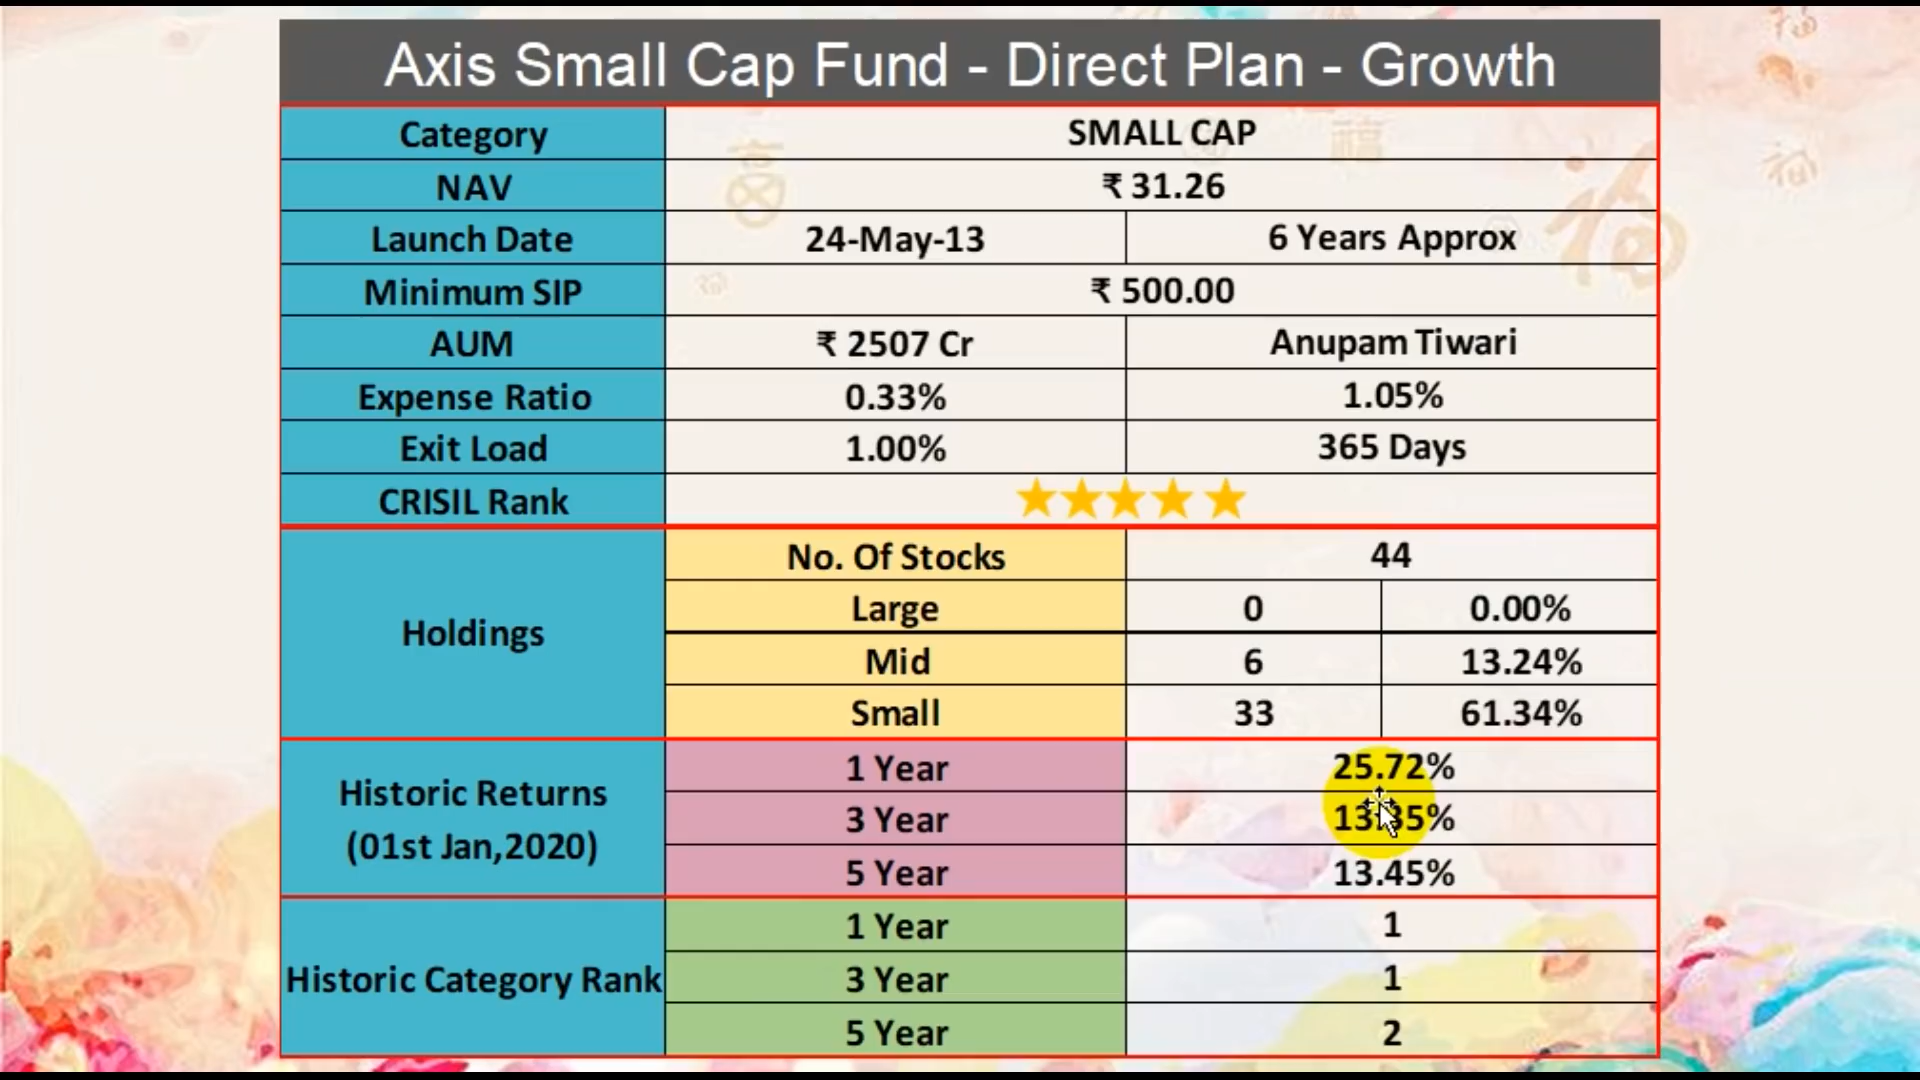 Axis Small Cap Fund - Direct Plan - Growth
Category SMALL CAP
NAV ₹ 31.26
Launch Date 24-May-13 6 Years Approx
Minimum SIP ₹ 500.00
AUM ₹ 2507 Cr Anupam Tiwari
Expense Ratio 0.33% 1.05%
Exit Load 1.00% 365 Days
CRISIL Rank
Holdings
No. Of Stocks 44
Large 0 0.00%
Mid 6 13.24%
Small 33 61.34%
Historic Returns
(01st Jan,2020)
1 Year 25.72%
3 Year
5 Year 13.45%
Historic Category Rank
1 Year 1
3 Year 1
5 Year 2
福
福